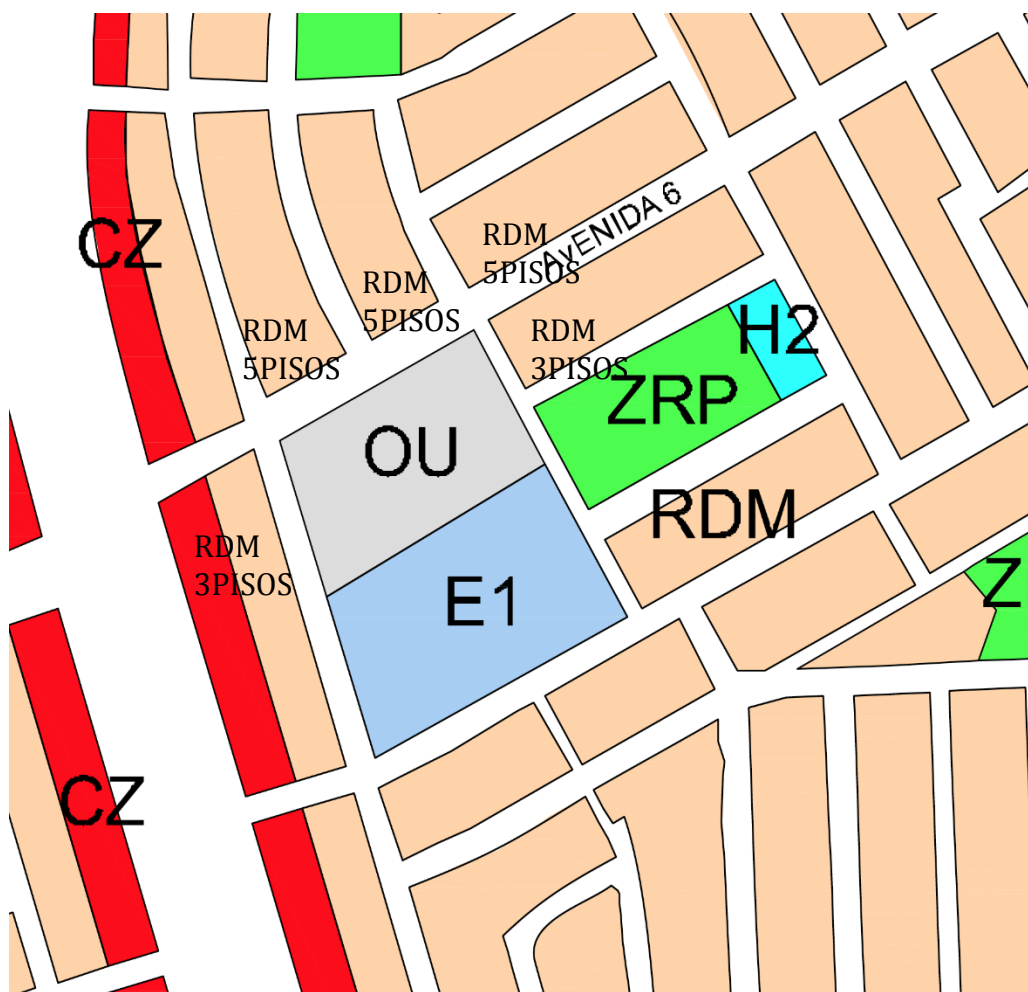 CZ
RDM
5PISOS
AVENIDA 6
RDM
5PISOS
RDM
5PISOS
RDM
3PISOS
H2
ZRP
OU
RDM
RDM
3PISOS
E1
Z
CZ